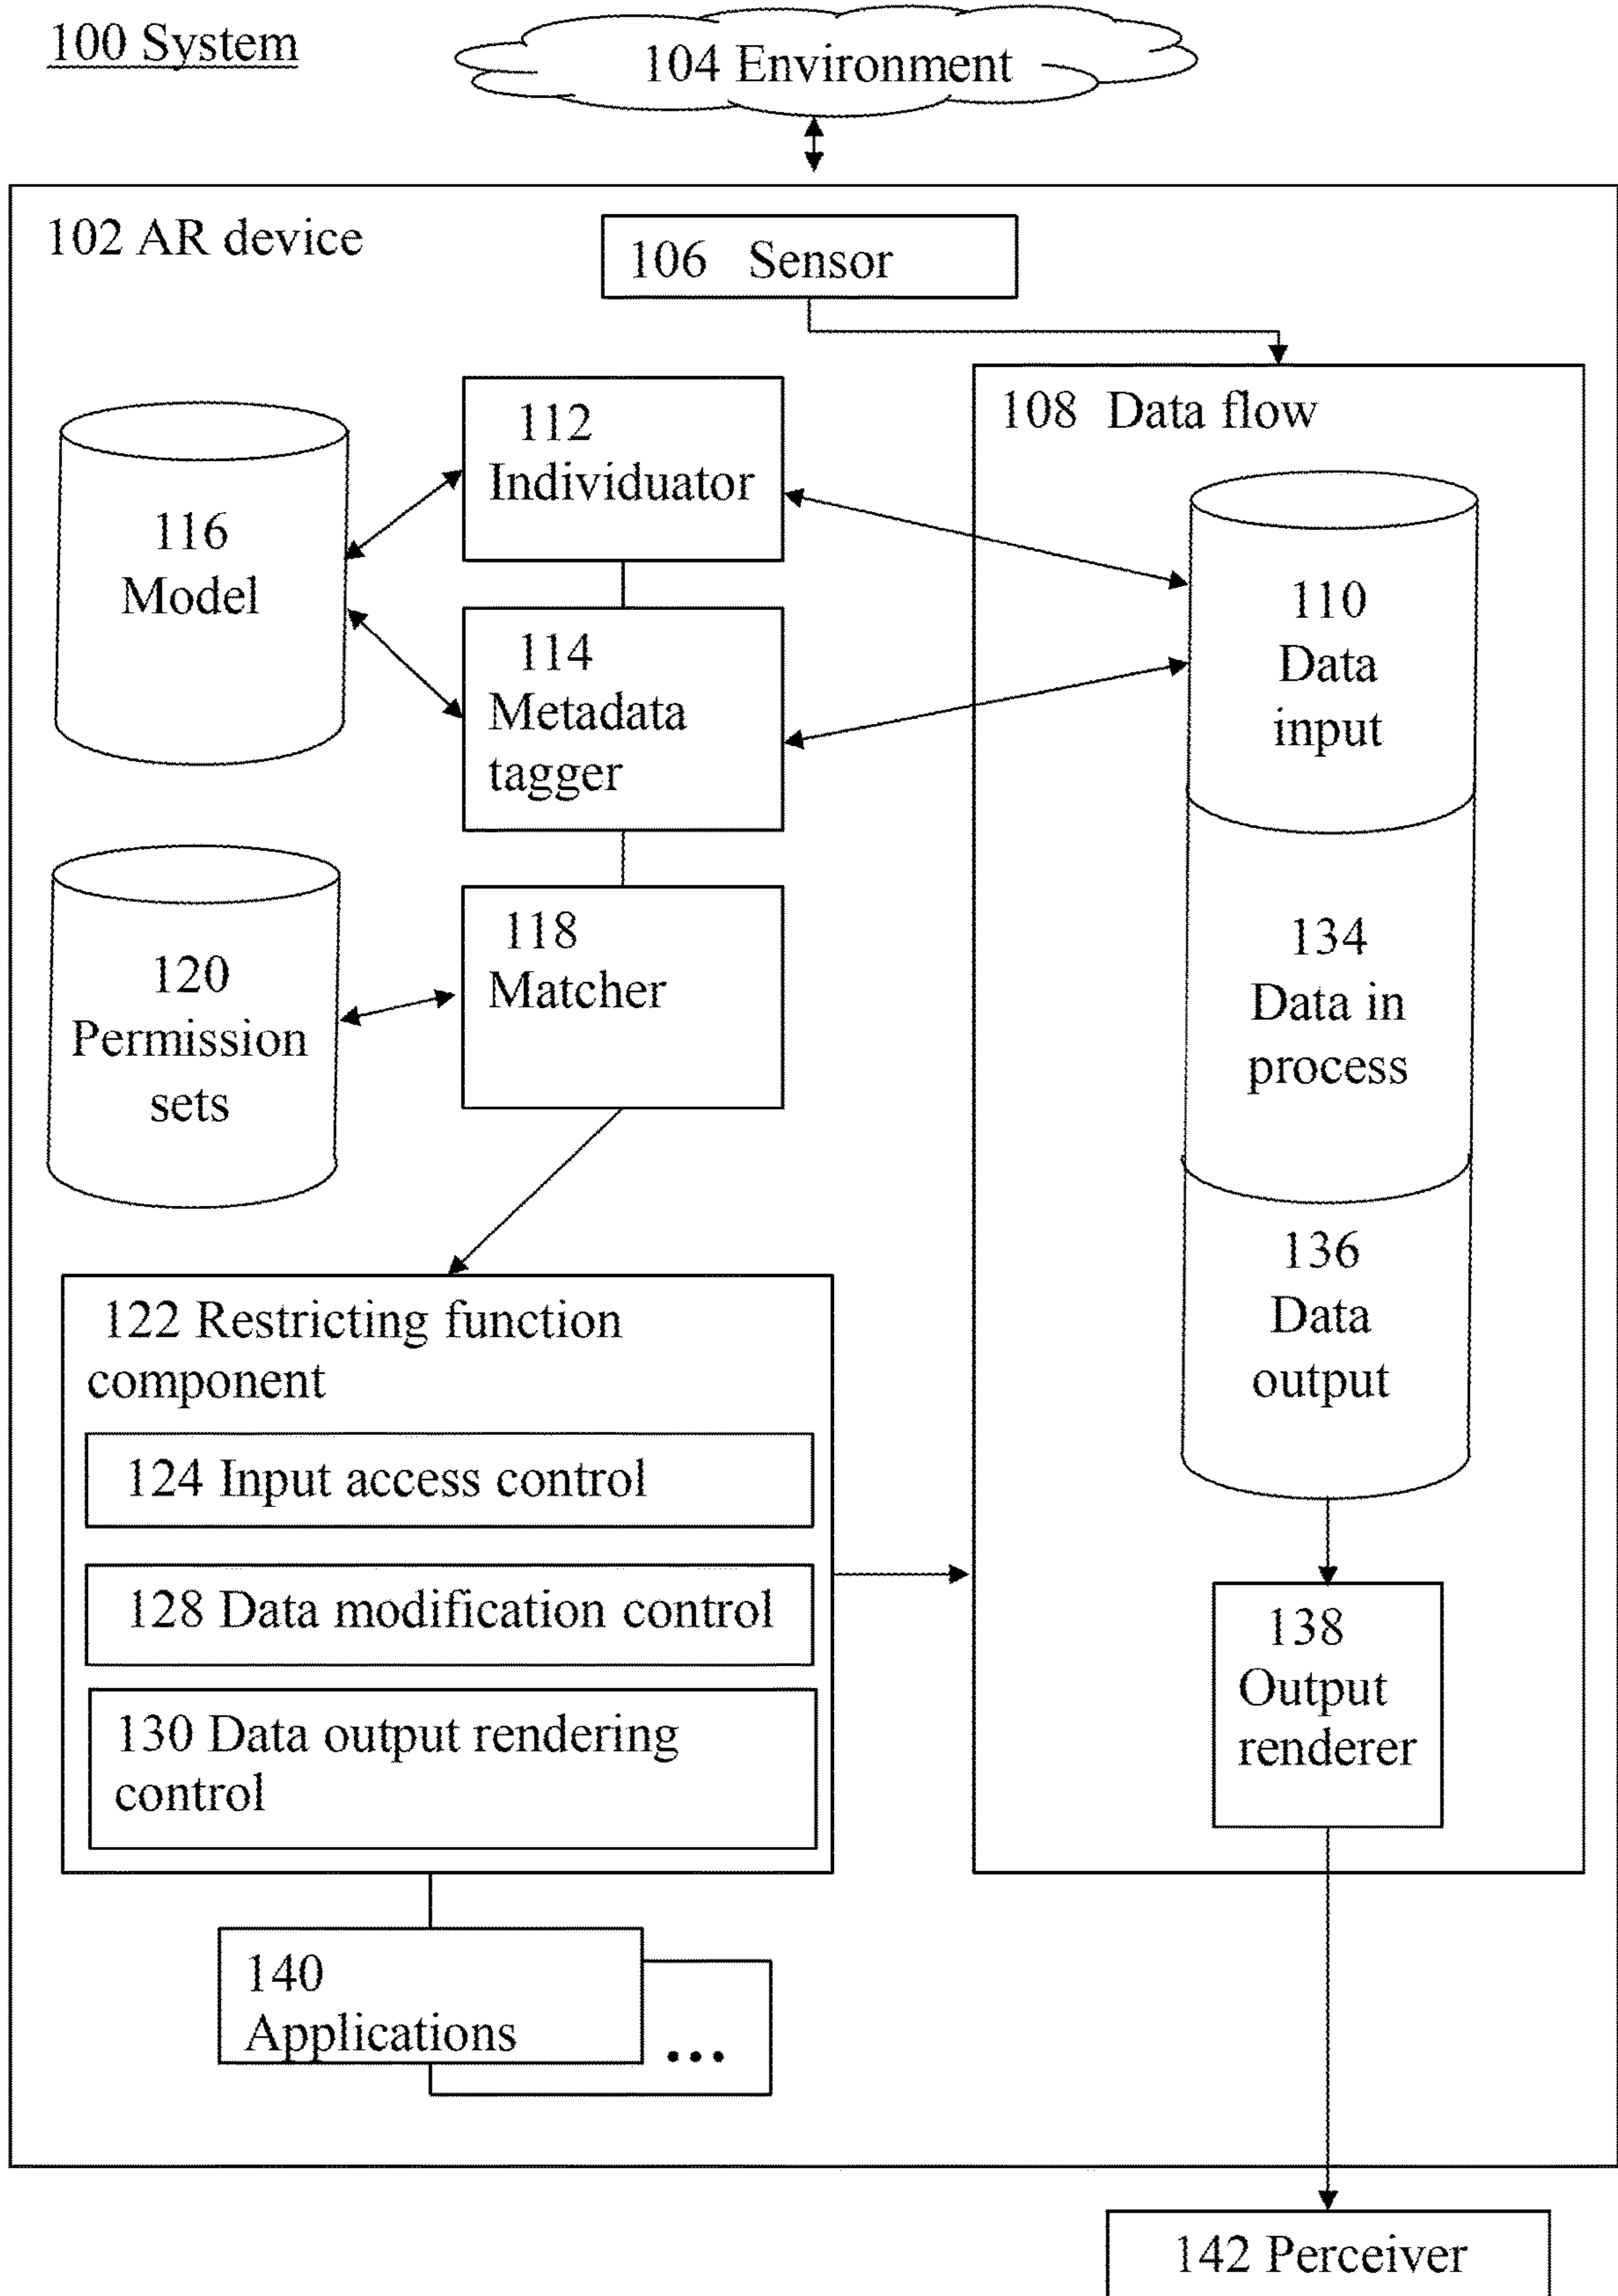 100 System
104 Environment
102 AR device
106 Sensor
108 Data flow
112
Individuator
116
Model
110
Data
input
114
Metadata
tagger
118
Matcher
120
Permission
sets
134
Data in
process
136
Data
output
122 Restricting function
component
124 Input access control
128 Data modification control
130 Data output rendering
control
138
Output
renderer
140
Applications
...
142 Perceiver